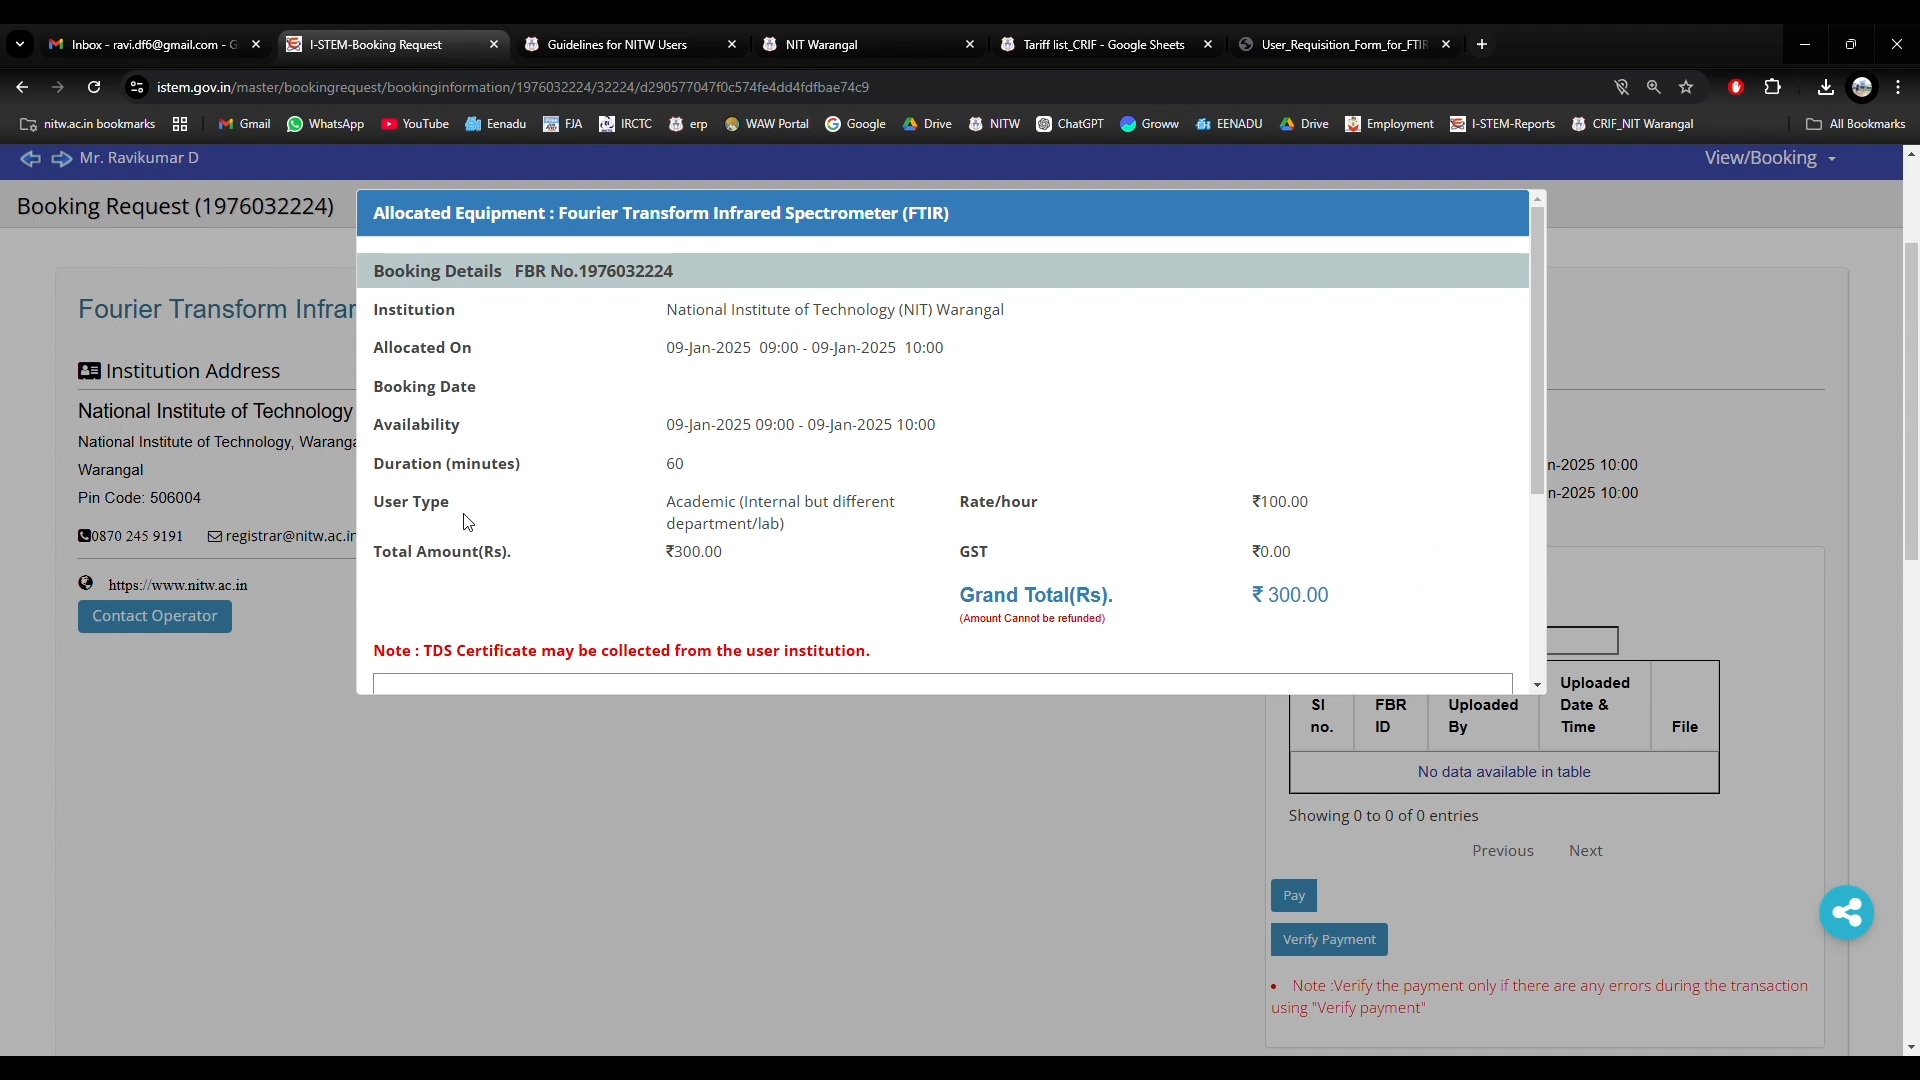 Inbox - ravi.df6@gmail.com - G
I-STEM-Booking Request
Guidelines for NITW Users
NIT Warangal
Tariff list_CRIF - Google Sheets
User_Requisition_Form_for_FTIR
istem.gov.in/master/bookingrequest/bookinginformation/1976032224/32224/d290577047f0c574fe4dd4fdfbae74c9
nitw.ac.in bookmarks
Gmail
WhatsApp
YouTube
Eenadu
FJA
IRCTC
erp
WAW Portal
Google
Drive
NITW
ChatGPT
Groww
EENADU
Drive
Employment
I-STEM-Reports
CRIF_NIT Warangal
All Bookmarks
Mr. Ravikumar D
View/Booking
Booking Request (1976032224)
Allocated Equipment : Fourier Transform Infrared Spectrometer (FTIR)
Booking Details FBR No.1976032224
Institution National Institute of Technology (NIT) Warangal
Allocated On 09-Jan-2025 09:00 - 09-Jan-2025 10:00
Booking Date
Availability 09-Jan-2025 09:00 - 09-Jan-2025 10:00
Duration (minutes) 60
User Type Academic (Internal but different Rate/hour ₹100.00
department/lab)
Total Amount(Rs). ₹300.00 GST ₹0.00
Grand Total(Rs). ₹ 300.00
(Amount Cannot be refunded)
Note : TDS Certificate may be collected from the user institution.
Fourier Transform Infrar
Institution Address
National Institute of Technology
National Institute of Technology, Waranga
Warangal
Pin Code: 506004
0870 245 9191 registrar@nitw.ac.in
https://www.nitw.ac.in
Contact Operator
n-2025 10:00
n-2025 10:00
Sl no.
FBR ID
Uploaded By
Uploaded Date & Time
File
No data available in table
Showing 0 to 0 of 0 entries
Previous Next
Pay
Verify Payment
Note :Verify the payment only if there are any errors during the transaction
using "Verify payment"